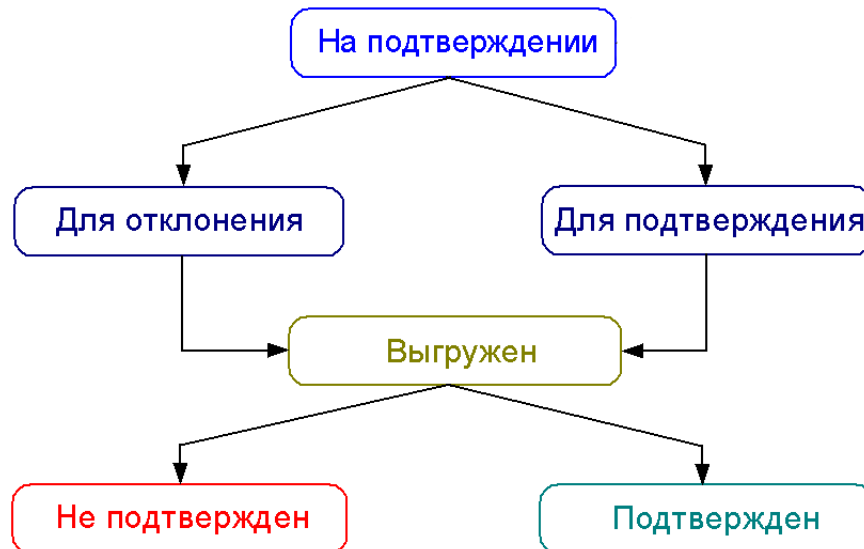 На подтверждении
Для отклонения
Для подтверждения
Выгружен
Не подтвержден
Подтвержден